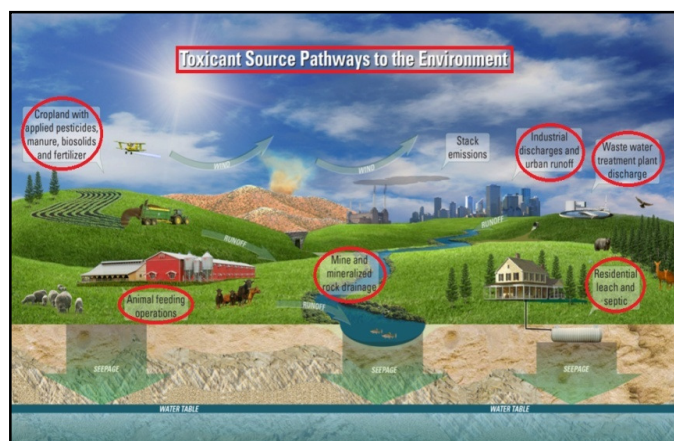 Toxicant Source Pathways to the Environment
Cropland with
applied pesticides,
manure, biosolids
and fertilizer
WIND
WIND
Stack
emissions
Industrial
discharges and
urban runoff
Waste water
treatment plant
discharge
RUNOFF
RUNOFF
Mine and
mineralized
rock drainage
Animal feeding
operations
RUNOFF
Residential
leach and
septic
SEEPAGE
SEEPAGE
SEEPAGE
WATER TABLE
WATER TABLE